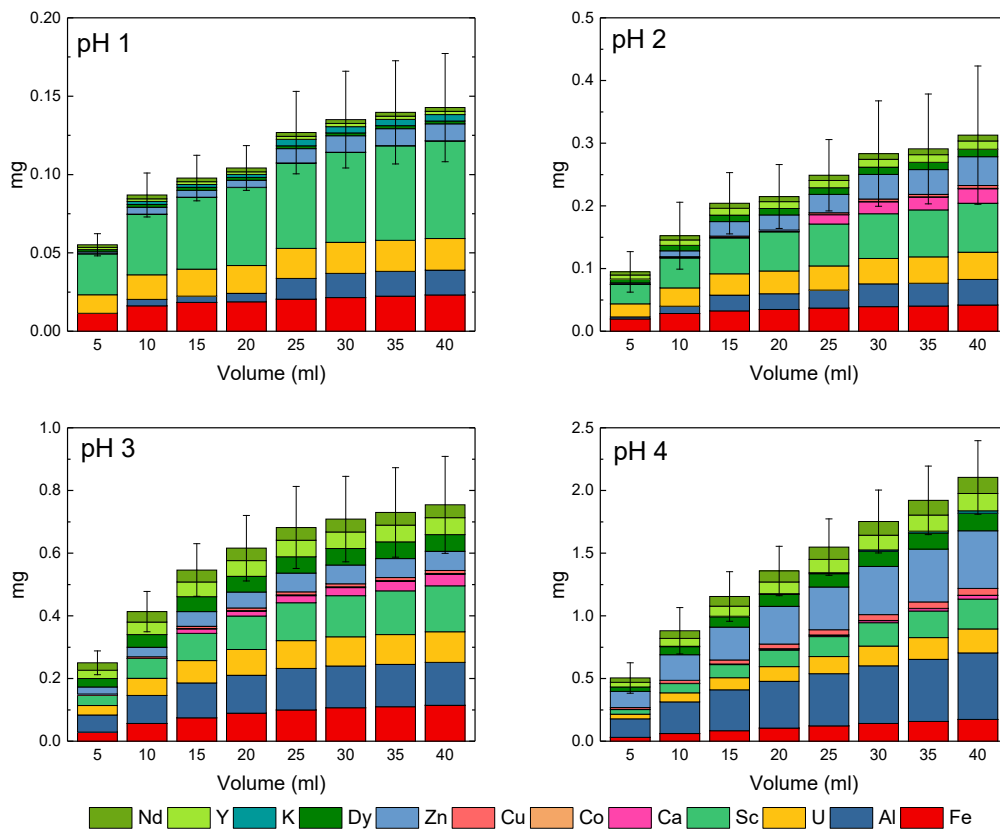 pH 1
mg
0.20
0.15
0.10
0.05
0.00
5 10 15 20 25 30 35 40
Volume (ml)
pH 2
mg
0.5
0.4
0.3
0.2
0.1
0.0
5 10 15 20 25 30 35 40
Volume (ml)
pH 3
mg
1.0
0.8
0.6
0.4
0.2
0.0
5 10 15 20 25 30 35 40
Volume (ml)
pH 4
mg
2.5
2.0
1.5
1.0
0.5
0.0
5 10 15 20 25 30 35 40
Volume (ml)
Nd Y K Dy Zn Cu Co Ca Sc U Al Fe